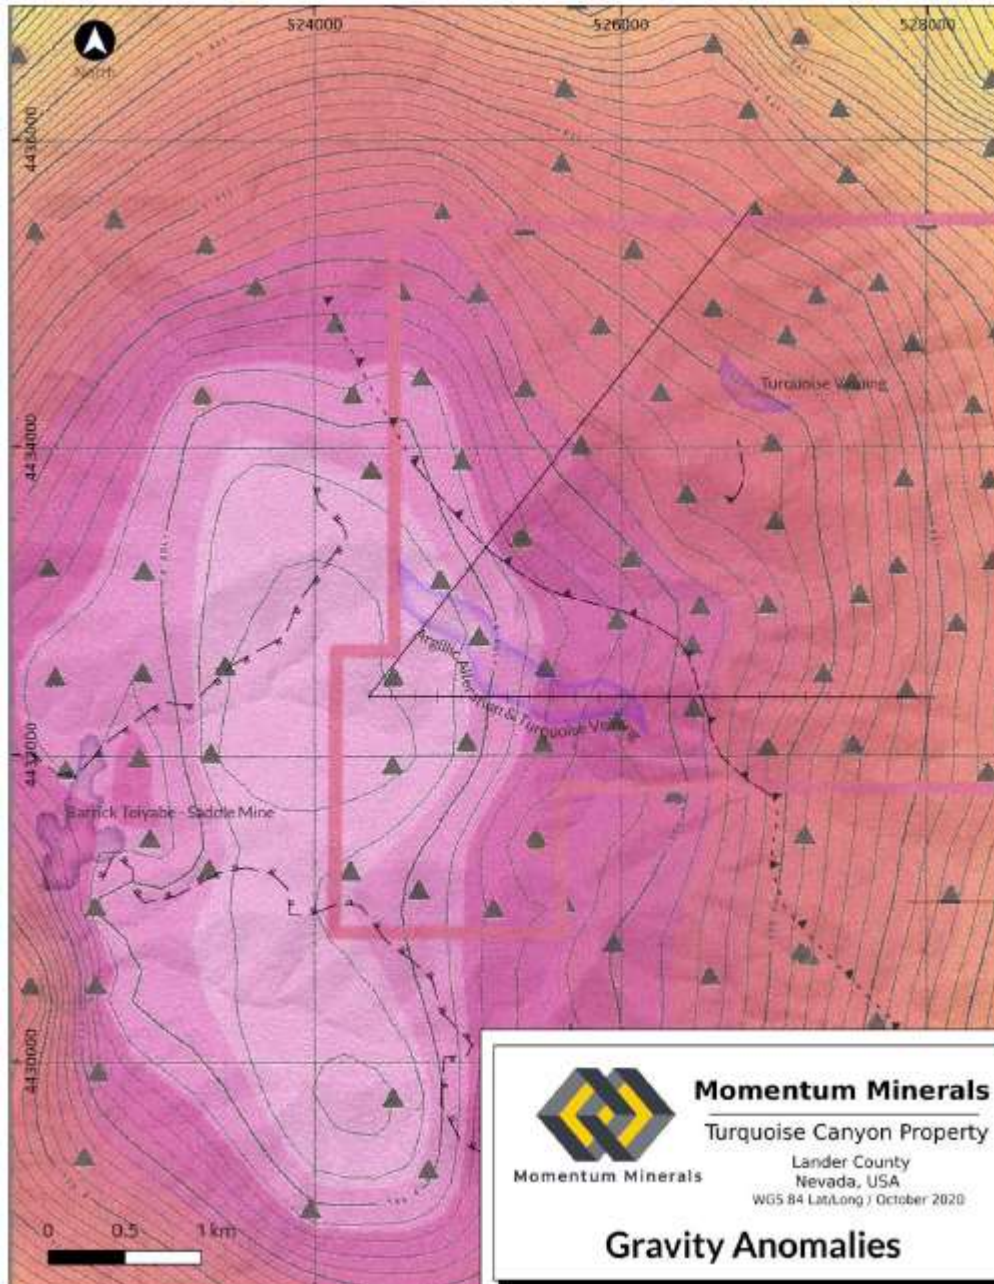 524000
526000
528000
North
4436000
Turquoise Veining
4434000
Argillic Alteration & Turquoise Veining
4432000
Barrick Toiyabe - Saddle Mine
4430000
0 0.5 1 km
Momentum Minerals
Momentum Minerals
Turquoise Canyon Property
Lander County
Nevada, USA
WGS 84 Lat/Long / October 2020
Gravity Anomalies